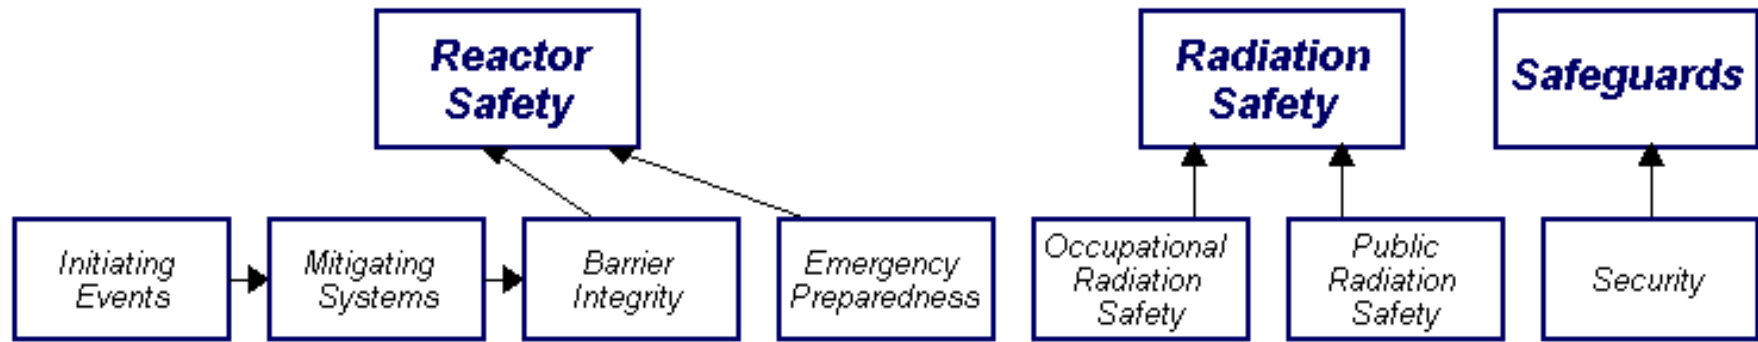 Reactor
Safety
Radiation
Safety
Safeguards
Initiating
Events
Mitigating
Systems
Barrier
Integrity
Emergency
Preparedness
Occupational
Radiation
Safety
Public
Radiation
Safety
Security